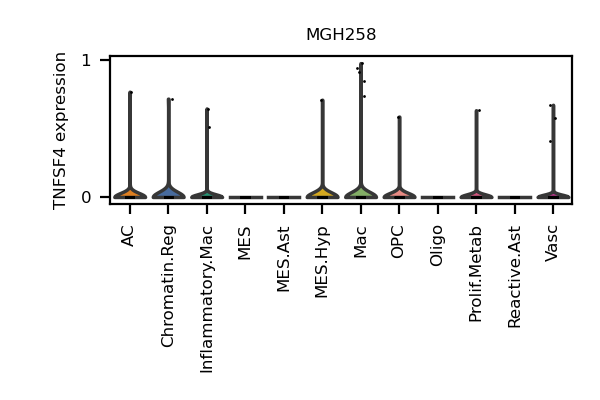 MGH258
TNFSF4 expression
1
0
AC
Chromatin.Reg
Inflammatory.Mac
MES
MES.Ast
MES.Hyp
Mac
OPC
Oligo
Prolif.Metab
Reactive.Ast
Vasc